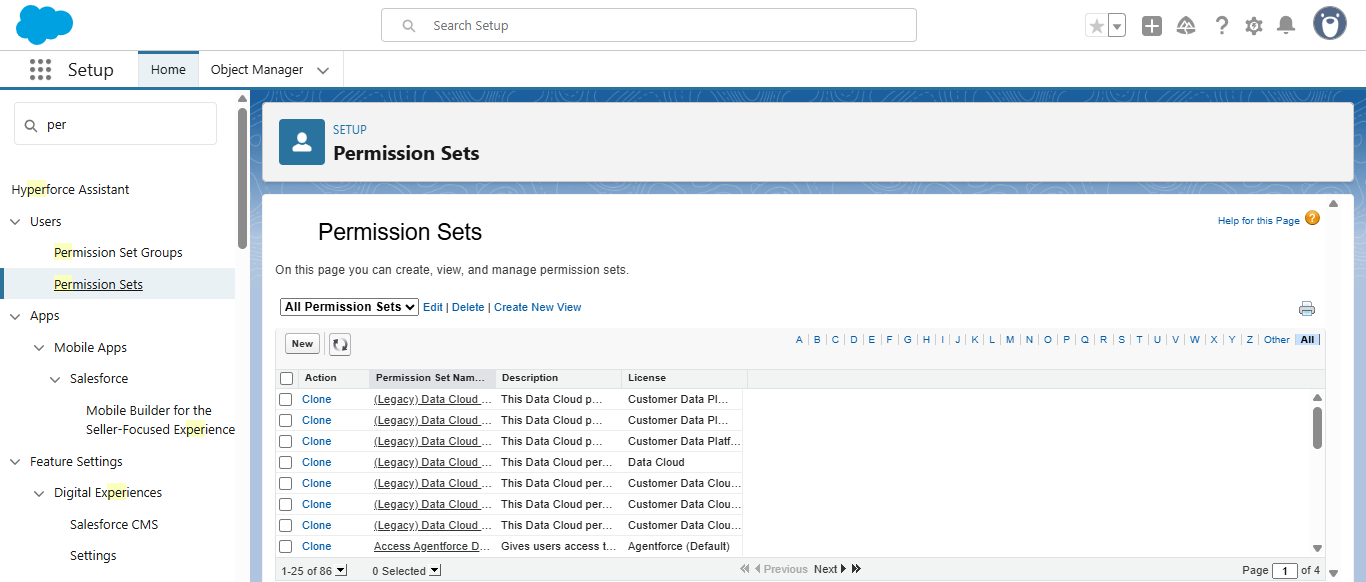 Search Setup
Setup
Home
Object Manager
per
Hyperforce Assistant
Users
Permission Set Groups
Permission Sets
Apps
Mobile Apps
Salesforce
Mobile Builder for the
Seller-Focused Experience
Feature Settings
Digital Experiences
Salesforce CMS
Settings
SETUP
Permission Sets
Permission Sets
Help for this Page ?
On this page you can create, view, and manage permission sets.
All Permission Sets Edit | Delete | Create New View
New
A | B | C | D | E | F | G | H | I | J | K | L | M | N | O | P | Q | R | S | T | U | V | W | X | Y | Z | Other | All
Action Permission Set Nam... Description License
Clone (Legacy) Data Cloud ... This Data Cloud p... Customer Data Pl...
Clone (Legacy) Data Cloud ... This Data Cloud p... Customer Data Pl...
Clone (Legacy) Data Cloud ... This Data Cloud p... Customer Data Platf...
Clone (Legacy) Data Cloud ... This Data Cloud per... Data Cloud
Clone (Legacy) Data Cloud ... This Data Cloud per... Customer Data Clou...
Clone (Legacy) Data Cloud ... This Data Cloud per... Customer Data Clou...
Clone (Legacy) Data Cloud ... This Data Cloud per... Customer Data Clou...
Clone Access Agentforce D... Gives users access t... Agentforce (Default)
1-25 of 86 0 Selected Previous Next Page 1 of 4